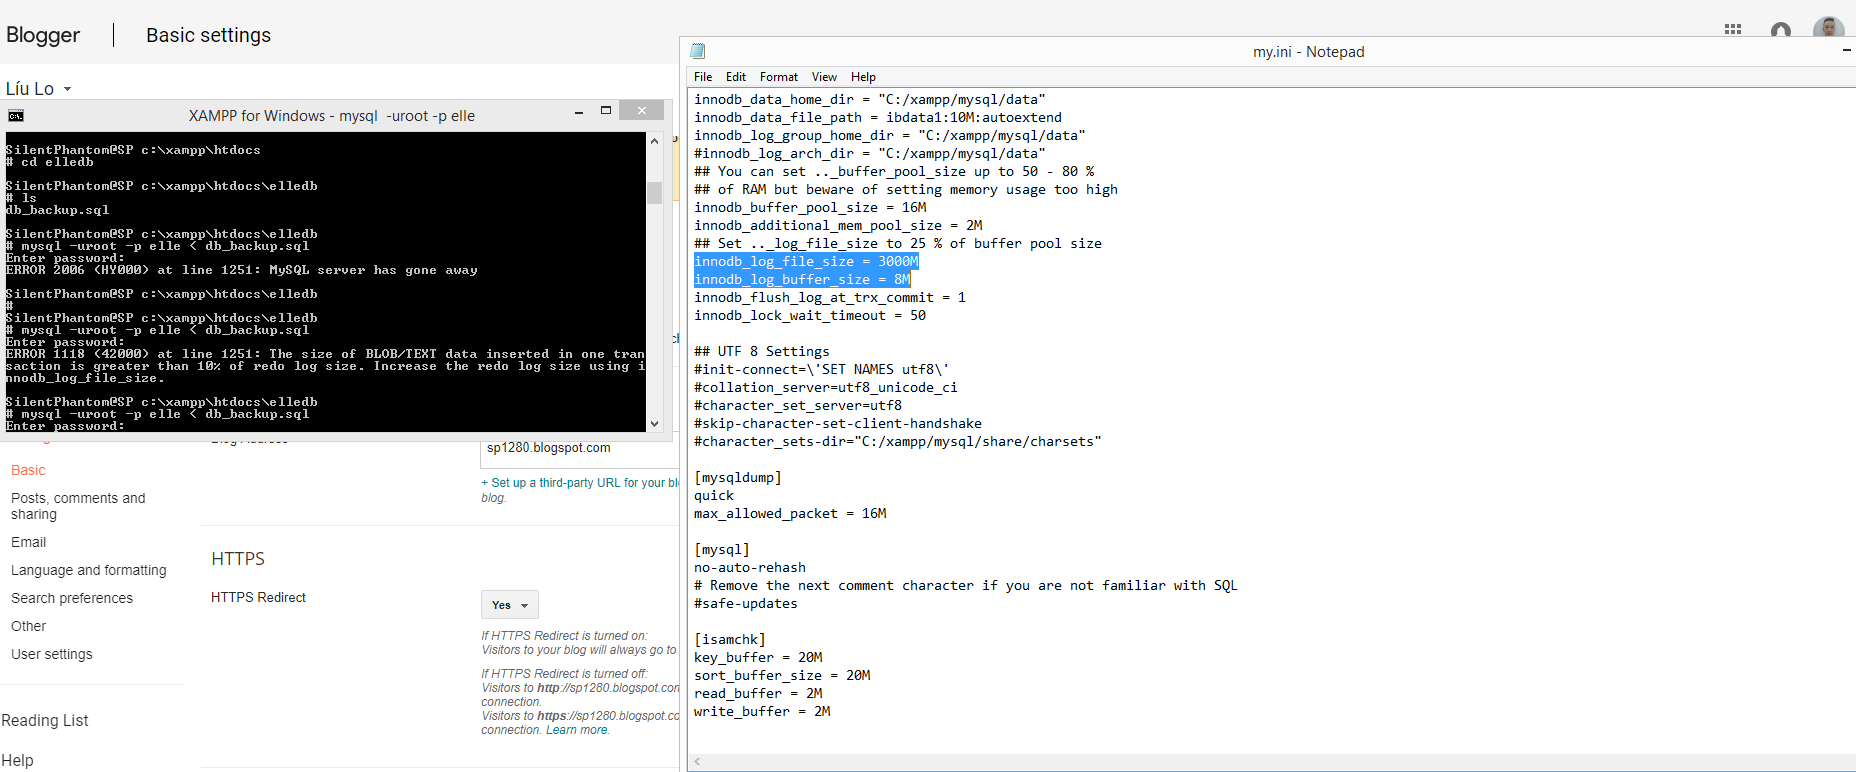 Blogger
Basic settings
Líu Lo
XAMPP for Windows - mysql  -uroot -p elle
SilentPhantom@SP c:\xampp\htdocs
# cd elledb
SilentPhantom@SP c:\xampp\htdocs\elledb
# ls
db_backup.sql
SilentPhantom@SP c:\xampp\htdocs\elledb
# mysql -uroot -p elle < db_backup.sql
Enter password:
ERROR 2006 (HY000) at line 1251: MySQL server has gone away
SilentPhantom@SP c:\xampp\htdocs\elledb
#
SilentPhantom@SP c:\xampp\htdocs\elledb
# mysql -uroot -p elle < db_backup.sql
Enter password:
ERROR 1118 (42000) at line 1251: The size of BLOB/TEXT data inserted in one tran
saction is greater than 10% of redo log size. Increase the redo log size using i
nnodb_log_file_size.
SilentPhantom@SP c:\xampp\htdocs\elledb
# mysql -uroot -p elle < db_backup.sql
Enter password:
sp1280.blogspot.com
+ Set up a third-party URL for your
blog.
Basic
Posts, comments and
sharing
Email
Language and formatting
Search preferences
Other
User settings
Reading List
Help
HTTPS
HTTPS Redirect
Yes
If HTTPS Redirect is turned on:
Visitors to your blog will always go to
If HTTPS Redirect is turned off:
Visitors to http://sp1280.blogspot.com
connection.
Visitors to https://sp1280.blogspot.co
connection. Learn more.
my.ini - Notepad
File Edit Format View Help
innodb_data_home_dir = "C:/xampp/mysql/data"
innodb_data_file_path = ibdata1:10M:autoextend
innodb_log_group_home_dir = "C:/xampp/mysql/data"
#innodb_log_arch_dir = "C:/xampp/mysql/data"
## You can set .._buffer_pool_size up to 50 - 80 %
## of RAM but beware of setting memory usage too high
innodb_buffer_pool_size = 16M
innodb_additional_mem_pool_size = 2M
## Set .._log_file_size to 25 % of buffer pool size
innodb_log_file_size = 3000M
innodb_log_buffer_size = 8M
innodb_flush_log_at_trx_commit = 1
innodb_lock_wait_timeout = 50
## UTF 8 Settings
#init-connect=\'SET NAMES utf8\'
#collation_server=utf8_unicode_ci
#character_set_server=utf8
#skip-character-set-client-handshake
#character_sets-dir="C:/xampp/mysql/share/charsets"
[mysqldump]
quick
max_allowed_packet = 16M
[mysql]
no-auto-rehash
# Remove the next comment character if you are not familiar with SQL
#safe-updates
[isamchk]
key_buffer = 20M
sort_buffer_size = 20M
read_buffer = 2M
write_buffer = 2M